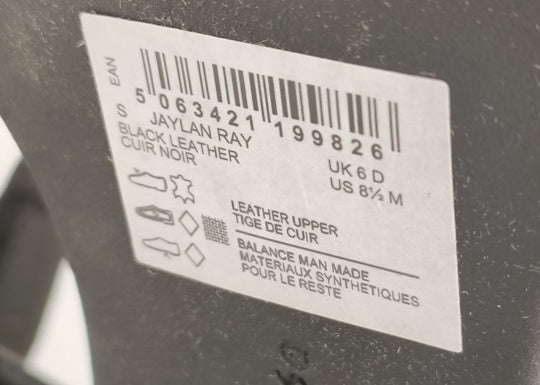 EAN
5 063421 199826
S JAYLAN RAY
BLACK LEATHER
CUIR NOIR
UK 6 D
US 8½ M
LEATHER UPPER
TIGE DE CUIR
BALANCE MAN MADE
MATERIAUX SYNTHETIQUES
POUR LE RESTE